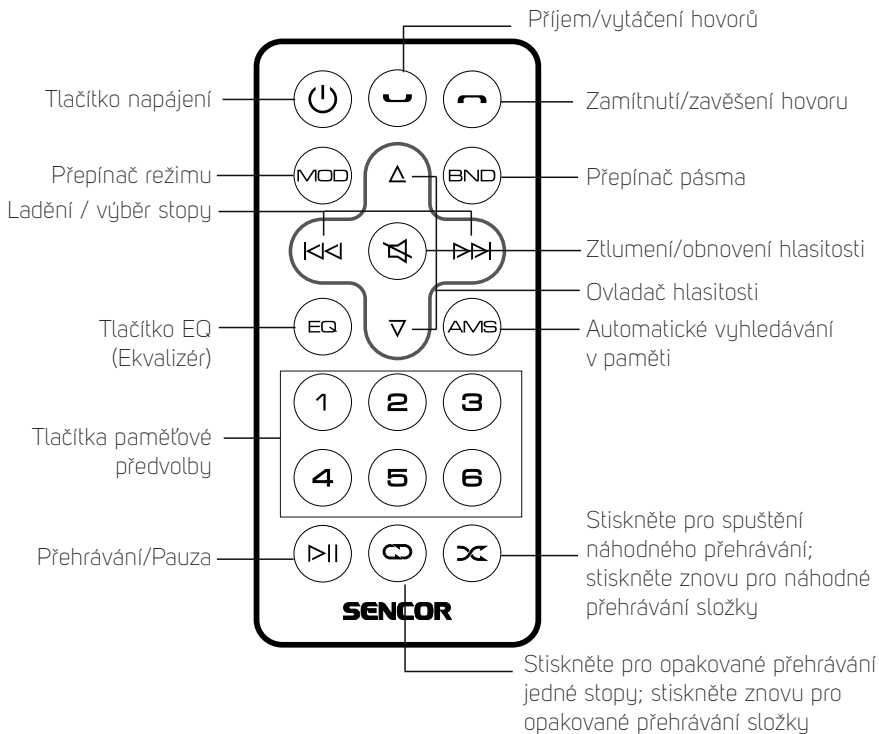 Příjem/vytáčení hovorů
Tlačítko napájení
Zamítnutí/zavěšení hovoru
MOD
BND
Přepínač režimu
Přepínač pásma
Ladění / výběr stopy
Ztlumení/obnovení hlasitosti
Ovladač hlasitosti
EQ
AMS
Tlačítko EQ
(Ekvalizér)
Automatické vyhledávání
v paměti
1 2 3
Tlačítka paměťové
předvolby
4 5 6
Přehrávání/Pauza
Stiskněte pro spuštění
náhodného přehrávání;
stiskněte znovu pro náhodné
přehrávání složky
SENCOR
Stiskněte pro opakované přehrávání
jedné stopy; stiskněte znovu pro
opakované přehrávání složky